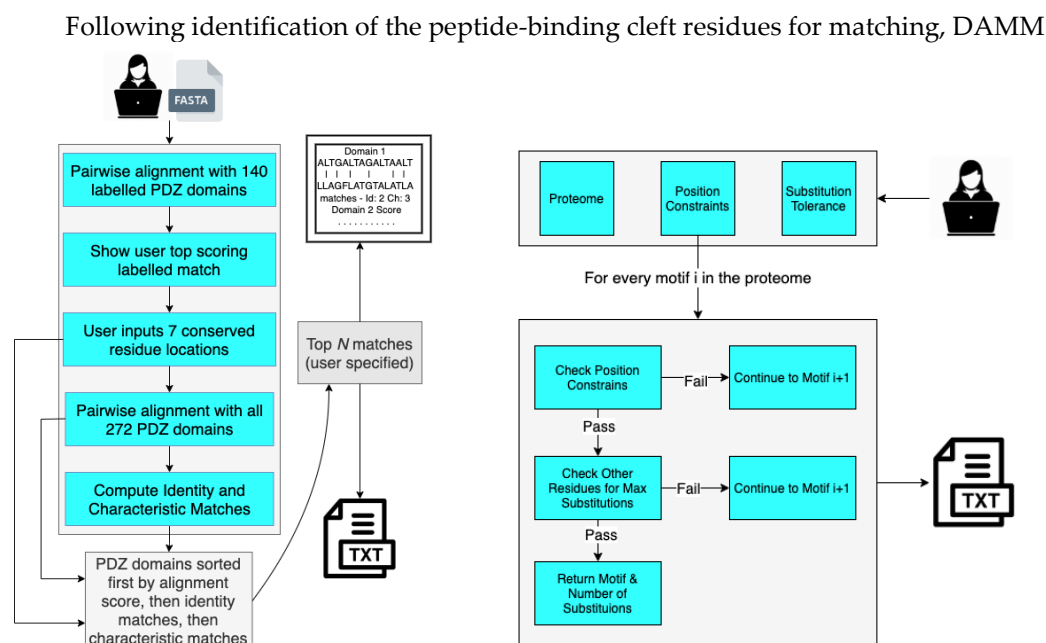 Following identification of the peptide-binding cleft residues for matching, DAMM
FASTA
Pairwise alignment with 140
labelled PDZ domains
Show user top scoring
labelled match
User inputs 7 conserved
residue locations
Pairwise alignment with all
272 PDZ domains
Compute Identity and
Characteristic Matches
PDZ domains sorted
first by alignment
score, then identity
matches, then
characteristic matches
Domain 1
ALTGALTAGALTAALT
| | | | |
LLAGFLATGTALATLA
matches - Id: 2 Ch: 3
Domain 2 Score
. . . . . . . . . . .
Top N matches
(user specified)
TXT
Proteome
Position
Constraints
Substitution
Tolerance
For every motif i in the proteome
Check Position
Constrains
Fail
Continue to Motif i+1
Pass
Check Other
Residues for Max
Substitutions
Fail
Continue to Motif i+1
Pass
Return Motif &
Number of
Substituions
TXT